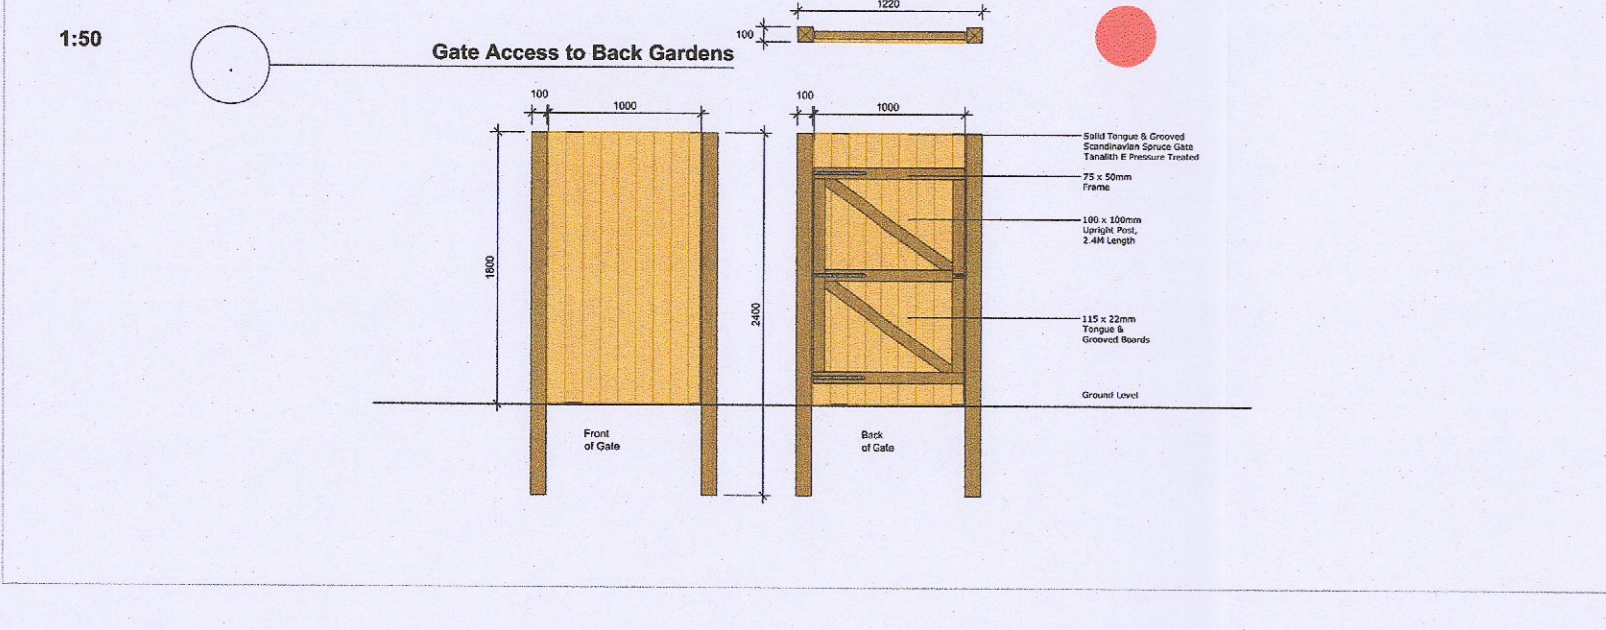 1220
1:50
100
Gate Access to Back Gardens
100
1000
100
1000
Solid Tongue & Grooved
Scandinavian Spruce Gate
Tanalith E Pressure Treated
75 x 50mm
Frame
100 x 100mm
Upright Post,
2.4M Length
1800
2400
115 x 22mm
Tongue &
Grooved Boards
Ground Level
Front
of Gate
Back
of Gate